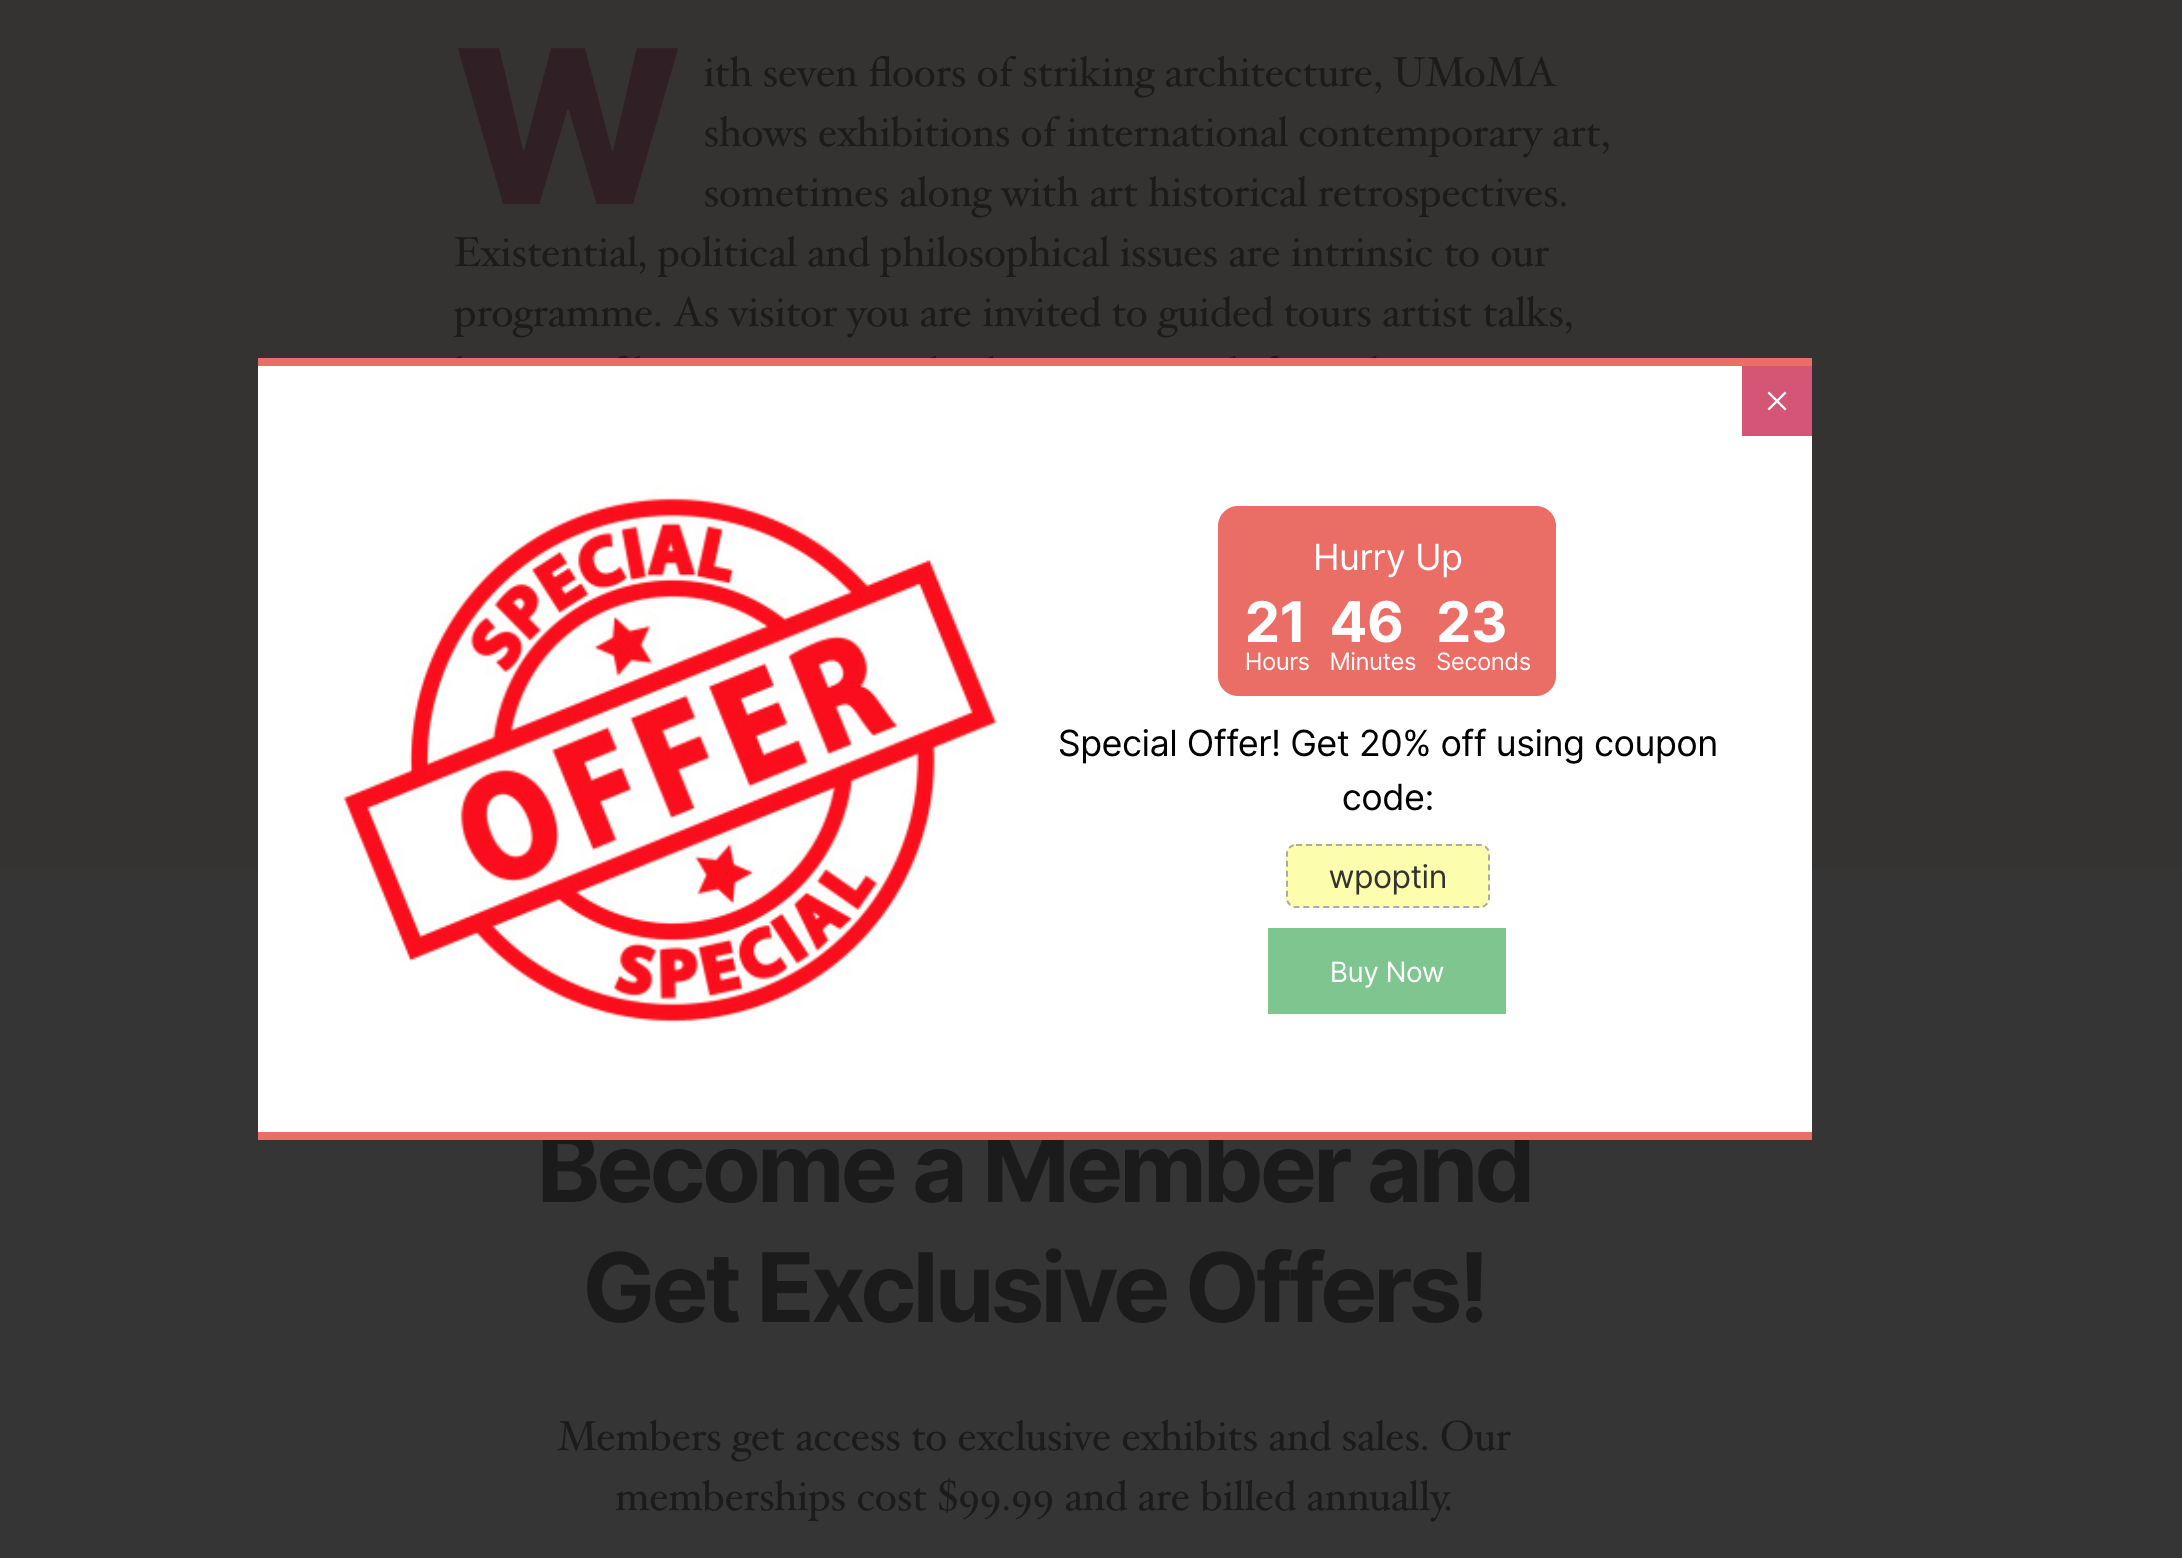 W
ith seven floors of striking architecture, UMoMA
shows exhibitions of international contemporary art,
sometimes along with art historical retrospectives.
Existential, political and philosophical issues are intrinsic to our
programme. As visitor you are invited to guided tours artist talks,
SPECIAL
OFFER
SPECIAL
Hurry Up
21 46 23
Hours Minutes Seconds
Special Offer! Get 20% off using coupon
code:
wpoptin
Buy Now
Become a Member and
Get Exclusive Offers!
Members get access to exclusive exhibits and sales. Our
memberships cost $99.99 and are billed annually.